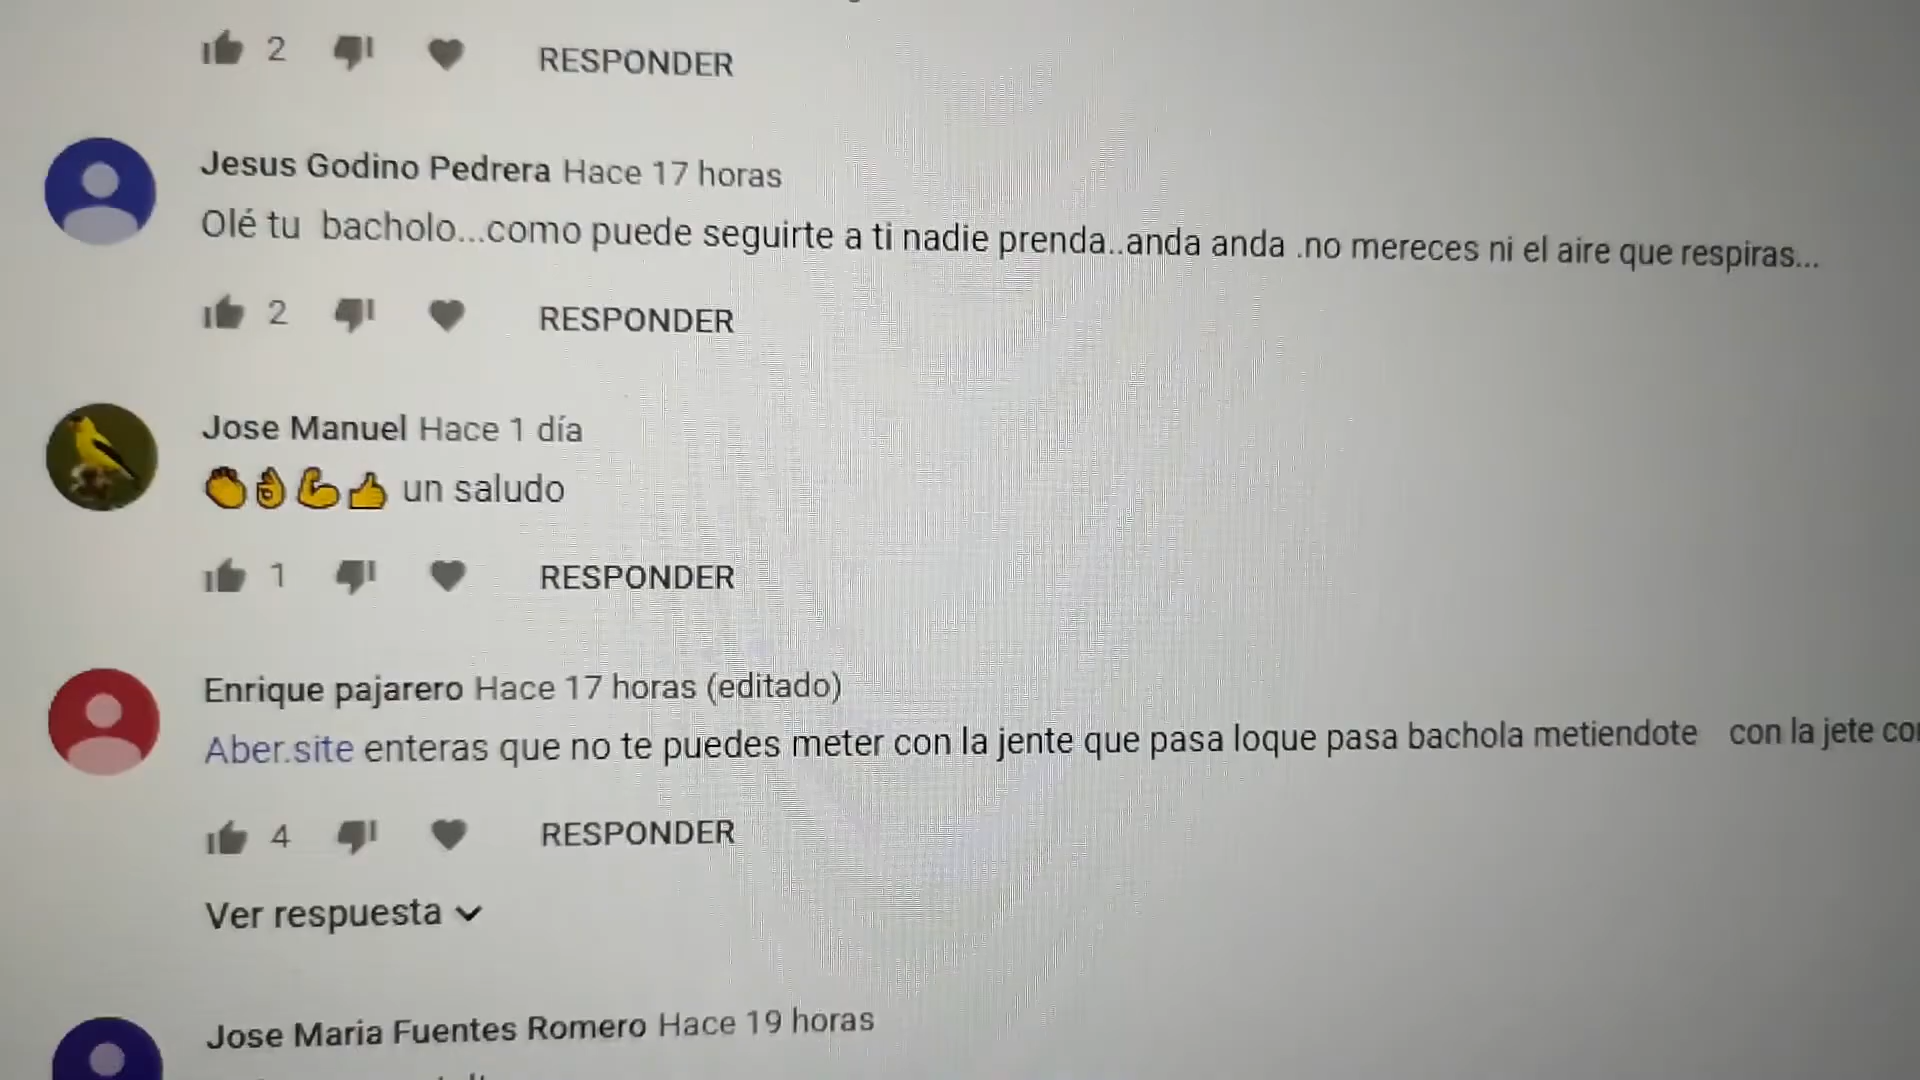 2 RESPONDER
Jesus Godino Pedrera Hace 17 horas
Olé tu bacholo...como puede seguirte a ti nadie prenda..anda anda .no mereces ni el aire que respiras...
2 RESPONDER
Jose Manuel Hace 1 día
👏👌💪👍 un saludo
1 RESPONDER
Enrique pajarero Hace 17 horas (editado)
Aber.site enteras que no te puedes meter con la jente que pasa loque pasa bachola metiendote con la jete
4 RESPONDER
Ver respuesta
Jose Maria Fuentes Romero Hace 19 horas